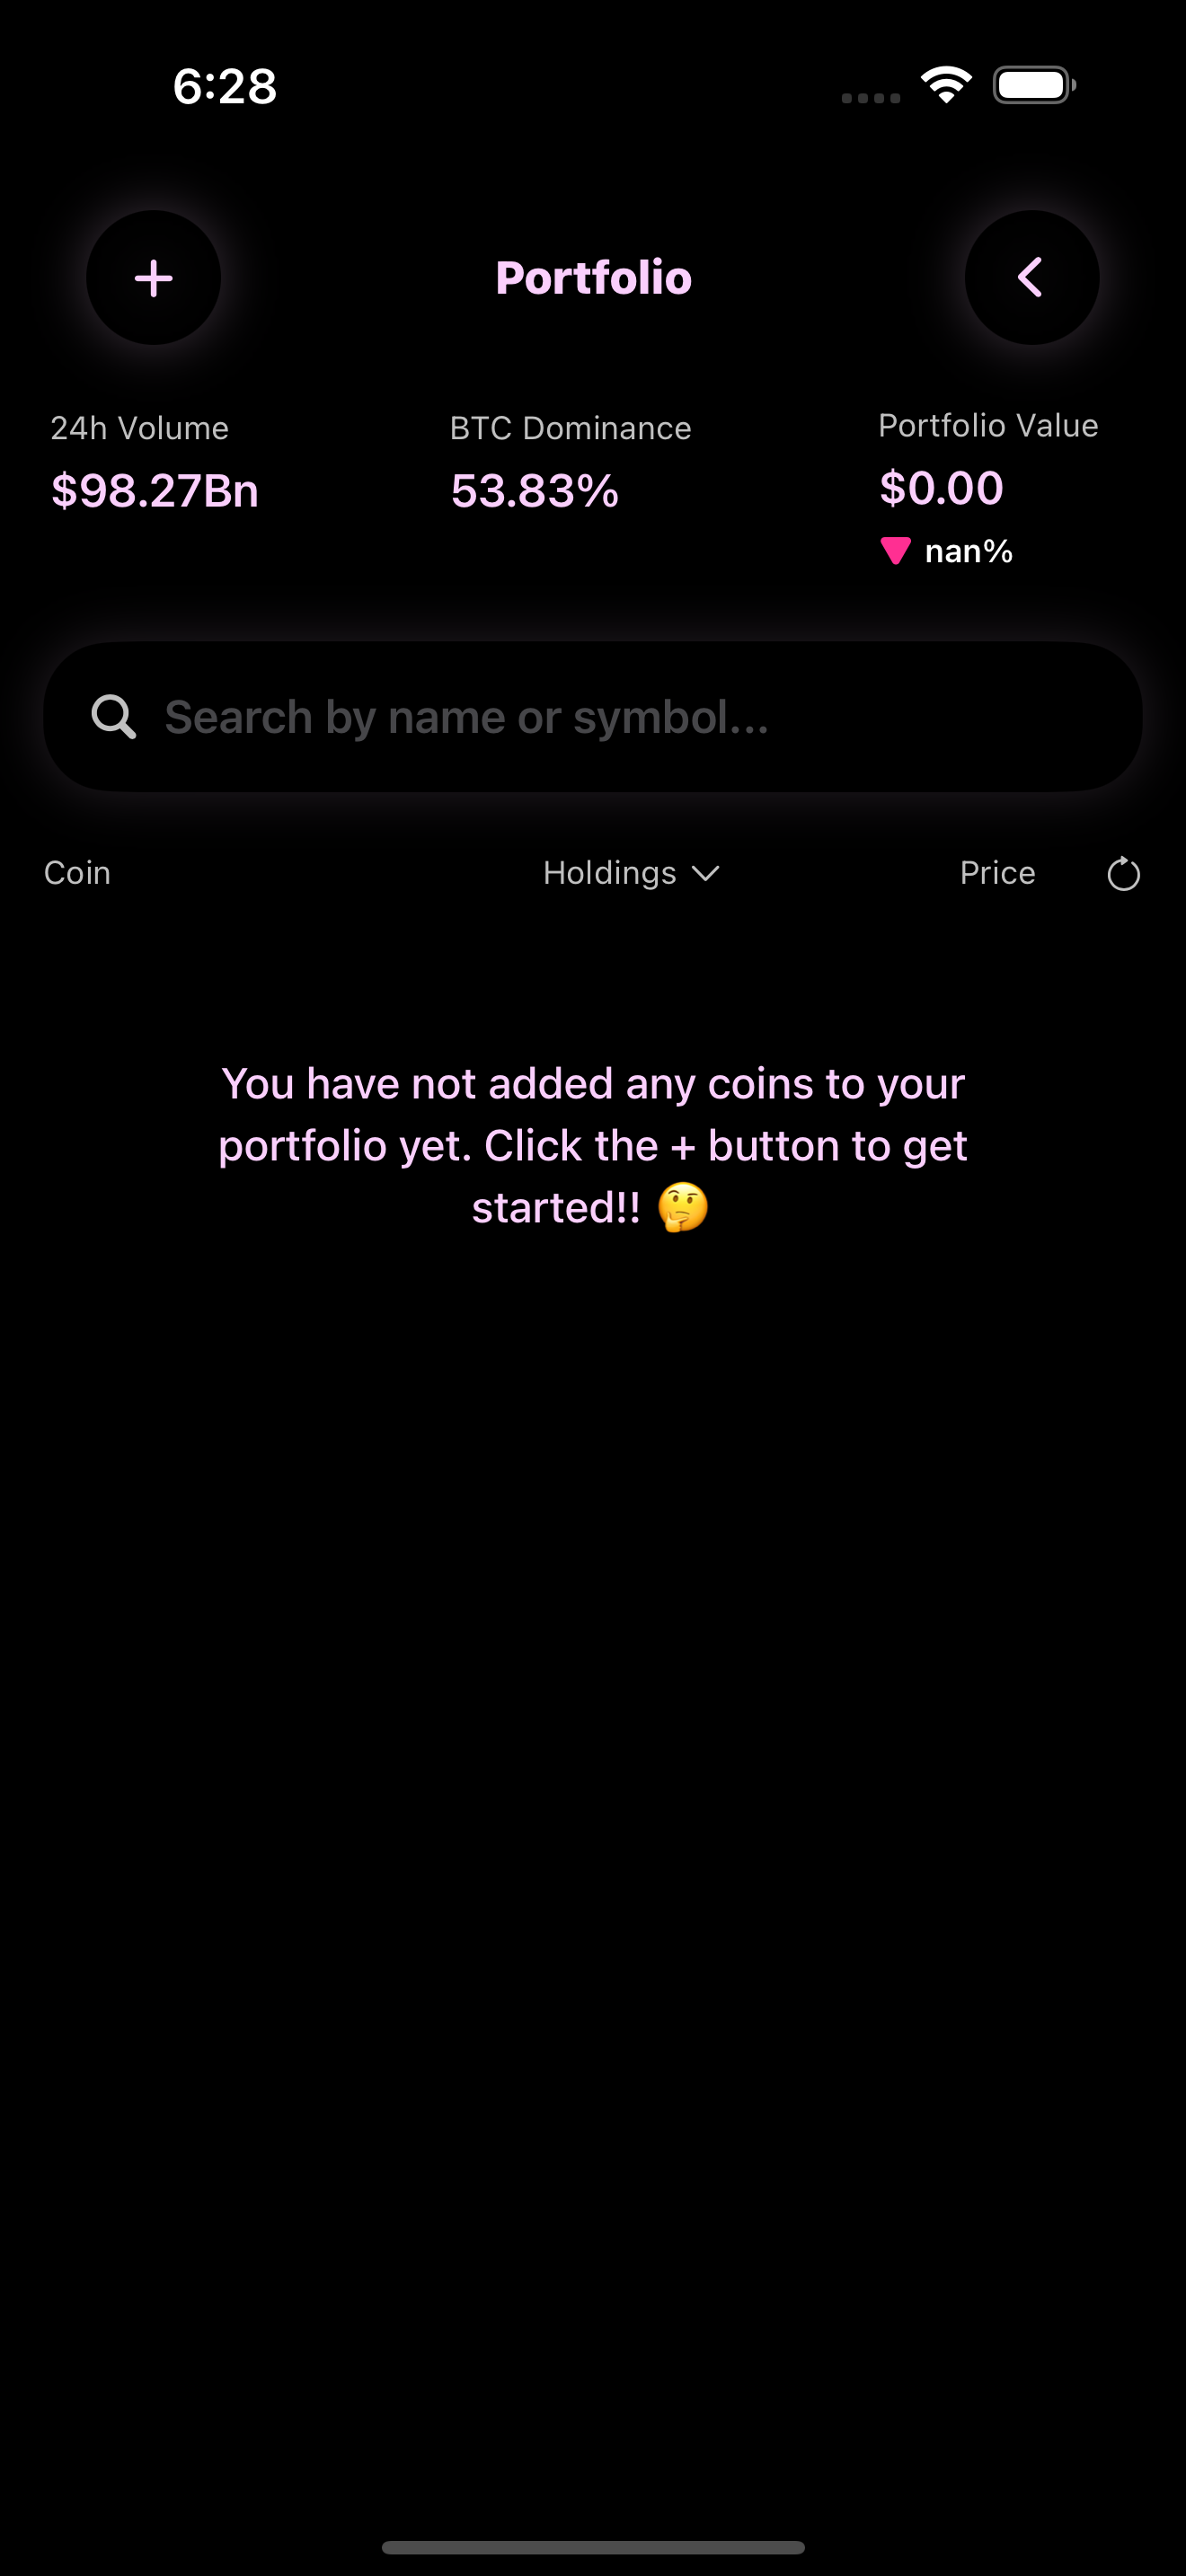 6:28
Portfolio
24h Volume
$98.27Bn
BTC Dominance
53.83%
Portfolio Value
$0.00
nan%
Search by name or symbol...
Coin Holdings Price
You have not added any coins to your
portfolio yet. Click the + button to get
started!! 🤔